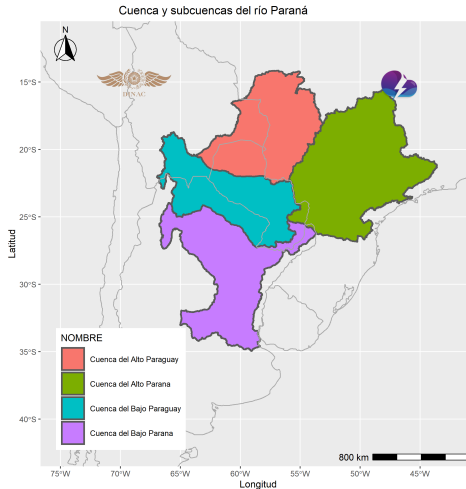 Cuenca y subcuencas del río Paraná
N
DINAC
15°S
20°S
25°S
30°S
35°S
40°S
Latitud
NOMBRE
Cuenca del Alto Paraguay
Cuenca del Alto Parana
Cuenca del Bajo Paraguay
Cuenca del Bajo Parana
800 km
75°W
70°W
65°W
60°W
55°W
50°W
45°W
Longitud